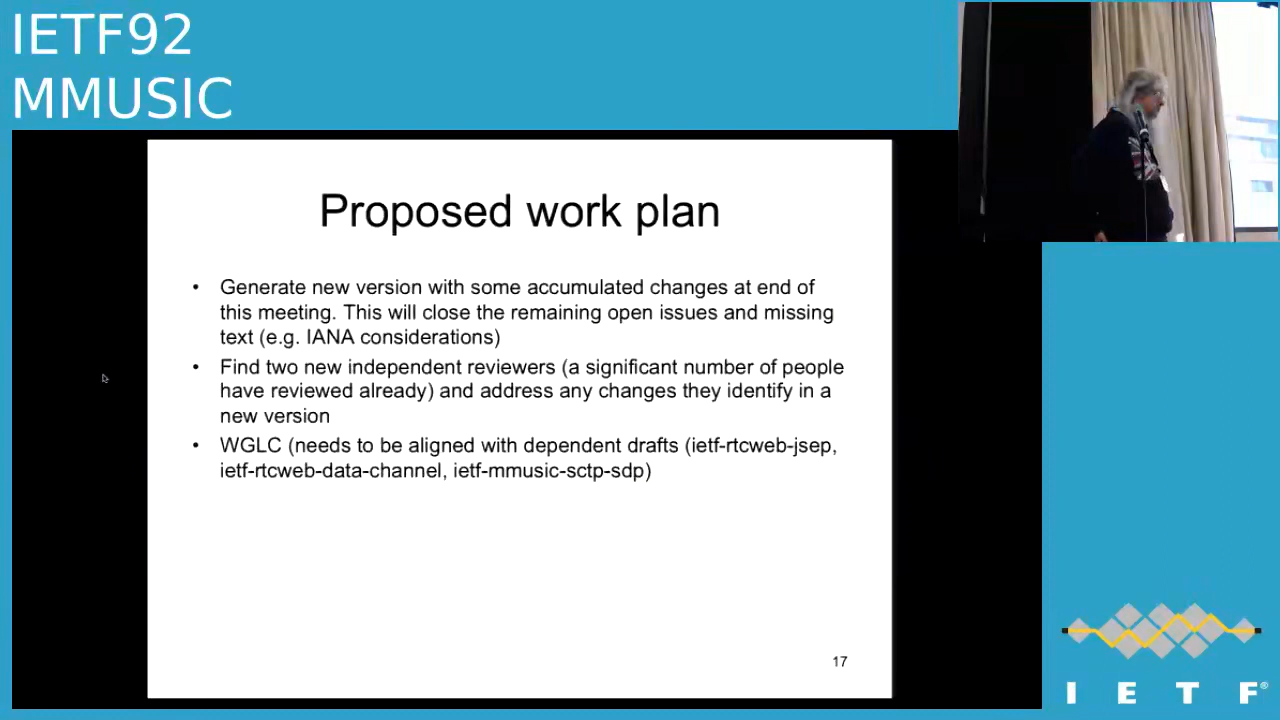 IETF92
MMUSIC
Proposed work plan
• Generate new version with some accumulated changes at end of
this meeting. This will close the remaining open issues and missing
text (e.g. IANA considerations)
• Find two new independent reviewers (a significant number of people
have reviewed already) and address any changes they identify in a
new version
• WGLC (needs to be aligned with dependent drafts (ietf-rtcweb-jsep,
ietf-rtcweb-data-channel, ietf-mmusic-sctp-sdp)
17
I E T F®